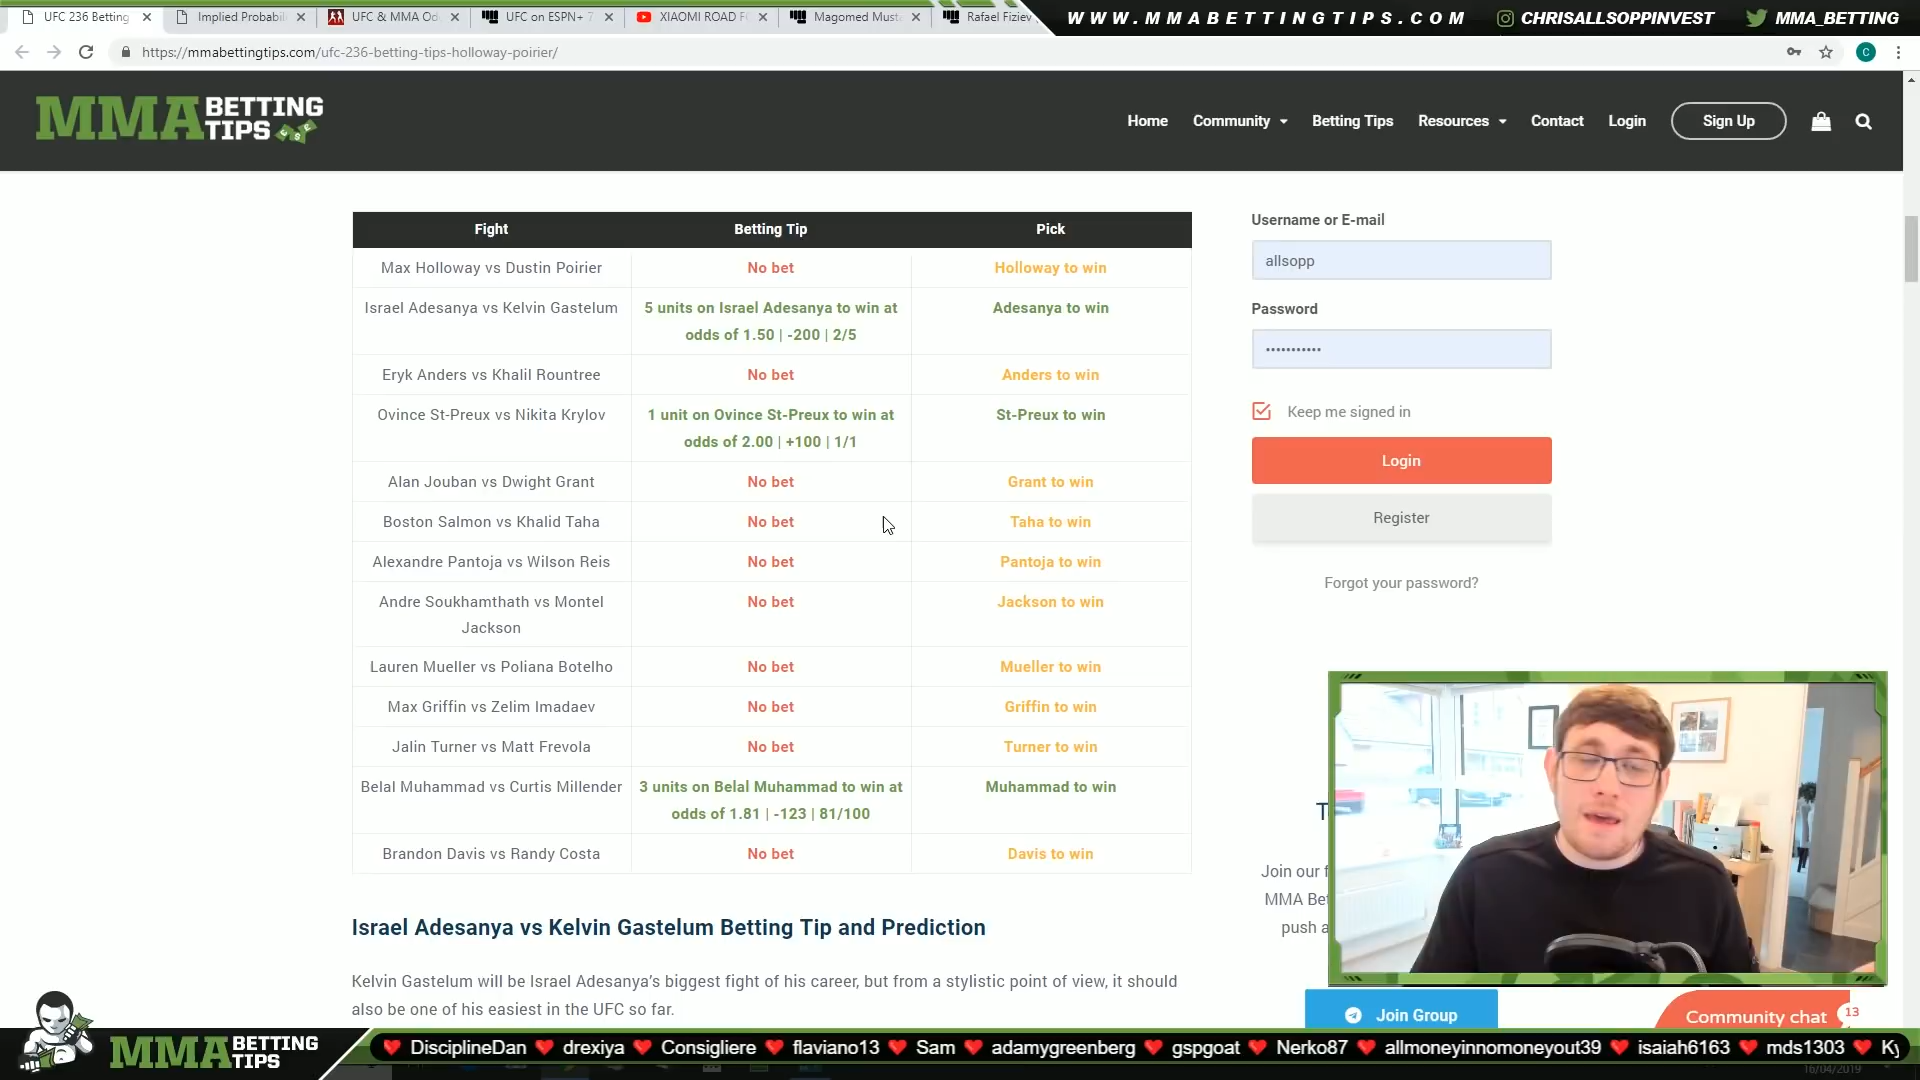 UFC 236 Betting
Implied Probabil
UFC & MMA Od
UFC on ESPN+ 7
XIAOMI ROAD F
Magomed Must
Rafael Fiziev
WWW.MMABETTINGTIPS.COM
CHRISALLSOPPINVEST
MMA_BETTING
https://mmabettingtips.com/ufc-236-betting-tips-holloway-poirier/
C
MMA BETTING TIPS
Home
Community
Betting Tips
Resources
Contact
Login
Sign Up
Fight
Betting Tip
Pick
Max Holloway vs Dustin Poirier
No bet
Holloway to win
Israel Adesanya vs Kelvin Gastelum
5 units on Israel Adesanya to win at
odds of 1.50 | -200 | 2/5
Adesanya to win
Eryk Anders vs Khalil Rountree
No bet
Anders to win
Ovince St-Preux vs Nikita Krylov
1 unit on Ovince St-Preux to win at
odds of 2.00 | +100 | 1/1
St-Preux to win
Alan Jouban vs Dwight Grant
No bet
Grant to win
Boston Salmon vs Khalid Taha
No bet
Taha to win
Alexandre Pantoja vs Wilson Reis
No bet
Pantoja to win
Andre Soukhamthath vs Montel
Jackson
No bet
Jackson to win
Lauren Mueller vs Poliana Botelho
No bet
Mueller to win
Max Griffin vs Zelim Imadaev
No bet
Griffin to win
Jalin Turner vs Matt Frevola
No bet
Turner to win
Belal Muhammad vs Curtis Millender
3 units on Belal Muhammad to win at
odds of 1.81 | -123 | 81/100
Muhammad to win
Brandon Davis vs Randy Costa
No bet
Davis to win
Israel Adesanya vs Kelvin Gastelum Betting Tip and Prediction
Kelvin Gastelum will be Israel Adesanya's biggest fight of his career, but from a stylistic point of view, it should
also be one of his easiest in the UFC so far.
Username or E-mail
allsopp
Password
•••••••••••
Keep me signed in
Login
Register
Forgot your password?
T
Join our f
MMA Bet
push a
Join Group
Community chat 13
MMA BETTING TIPS
DisciplineDan ❤ drexiya ❤ Consigliere ❤ flaviano13 ❤ Sam ❤ adamygreenberg ❤ gspgoat ❤ Nerko87 ❤ allmoneyinnomoneyout39 ❤ isaiah6163 ❤ mds1303 ❤ Ky
16/04/2019